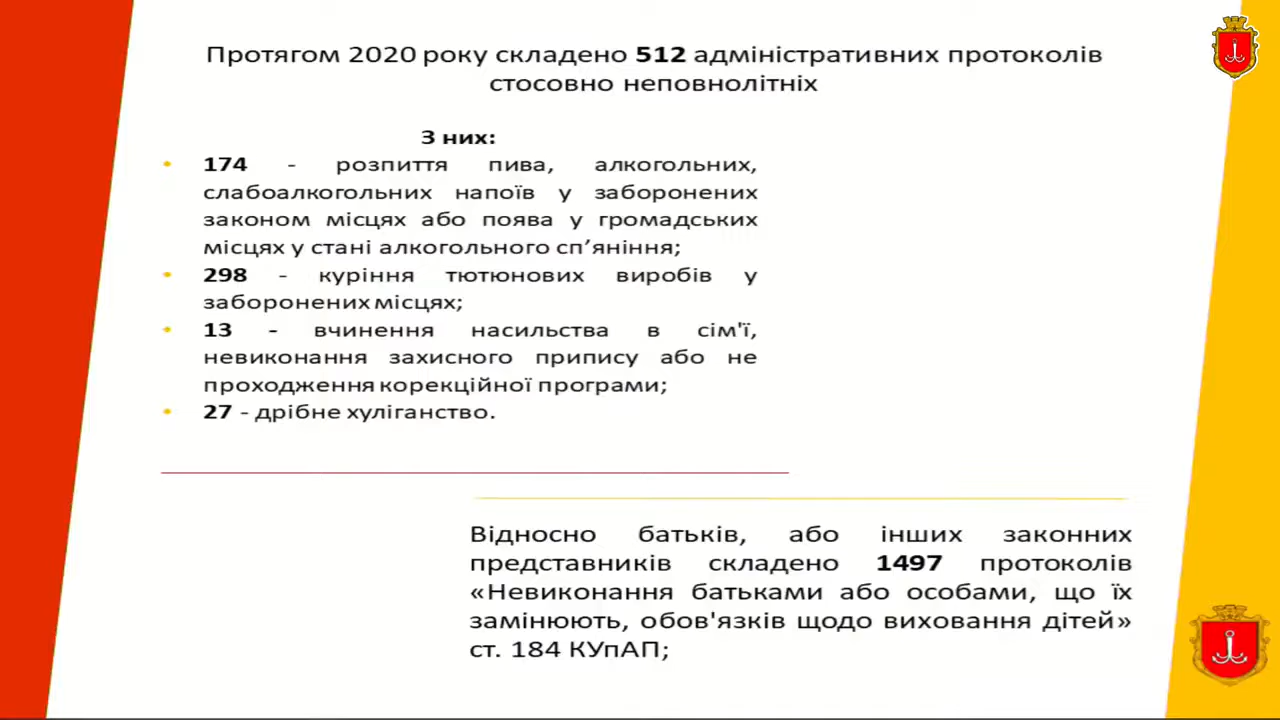 Протягом 2020 року складено 512 адміністративних протоколів
стосовно неповнолітніх
З них:
• 174 - розпиття пива, алкогольних,
слабоалкогольних напоїв у заборонених
законом місцях або поява у громадських
місцях у стані алкогольного сп’яніння;
• 298 - куріння тютюнових виробів у
заборонених місцях;
• 13 - вчинення насильства в сім'ї,
невиконання захисного припису або не
проходження корекційної програми;
• 27 - дрібне хуліганство.
Відносно батьків, або інших законних
представників складено 1497 протоколів
«Невиконання батьками або особами, що їх
замінюють, обов'язків щодо виховання дітей»
ст. 184 КУпАП;